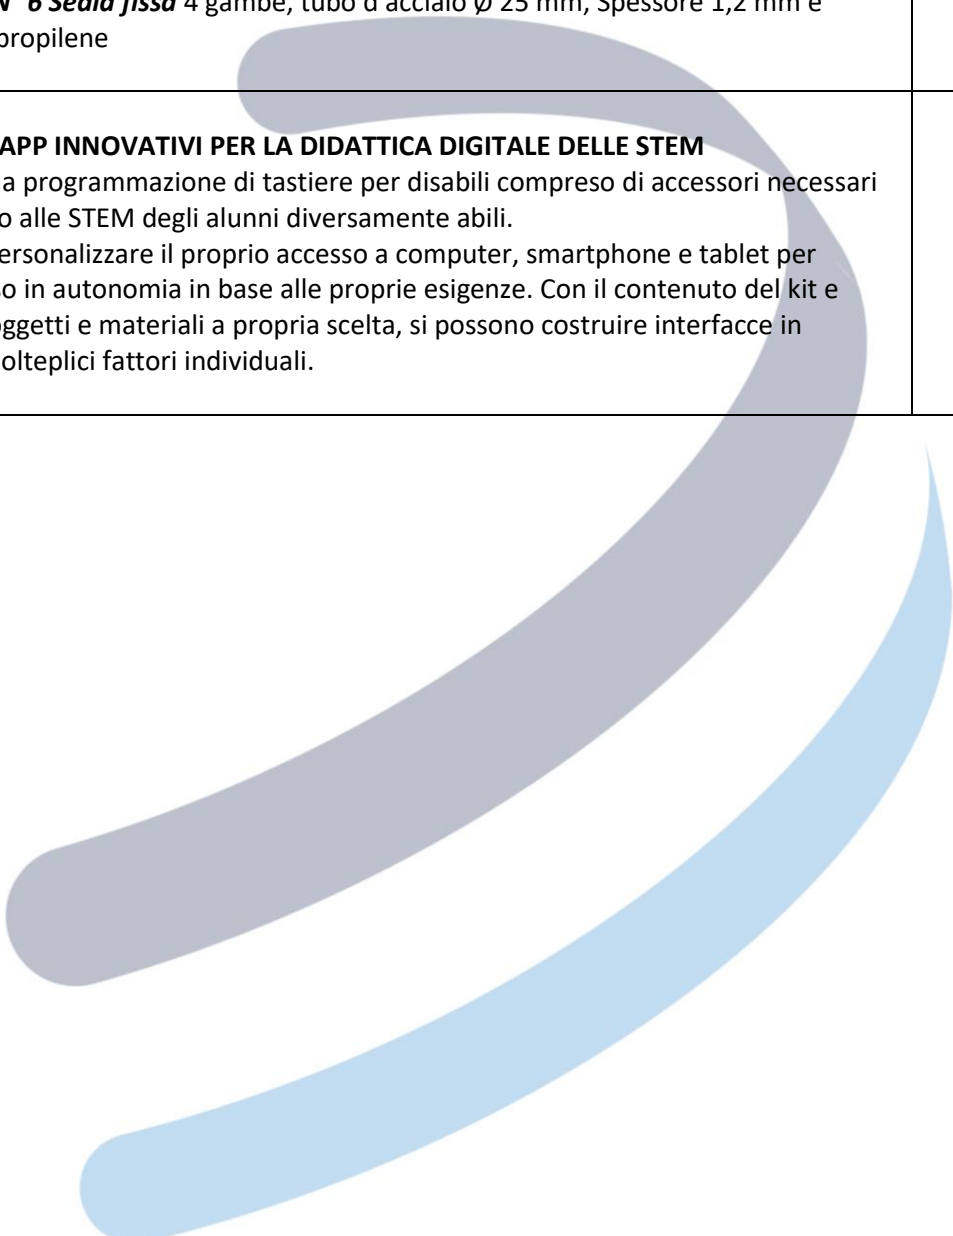 N° 6 Sedia fissa 4 gambe, tubo d'acciaio Ø 25 mm, Spessore 1,2 mm e
propilene
APP INNOVATIVI PER LA DIDATTICA DIGITALE DELLE STEM
a programmazione di tastiere per disabili compreso di accessori necessari
o alle STEM degli alunni diversamente abili.
ersonalizzare il proprio accesso a computer, smartphone e tablet per
so in autonomia in base alle proprie esigenze. Con il contenuto del kit e
oggetti e materiali a propria scelta, si possono costruire interfacce in
olteplici fattori individuali.